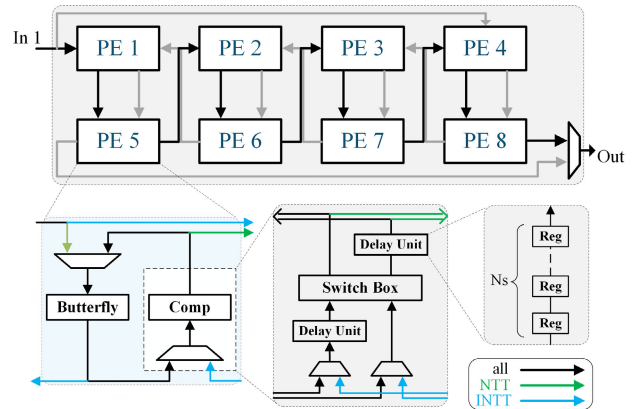 In 1
PE 1
PE 2
PE 3
PE 4
PE 5
PE 6
PE 7
PE 8
Out
Butterfly
Comp
Delay Unit
Switch Box
Delay Unit
Ns
Reg
Reg
Reg
all
NTT
INTT